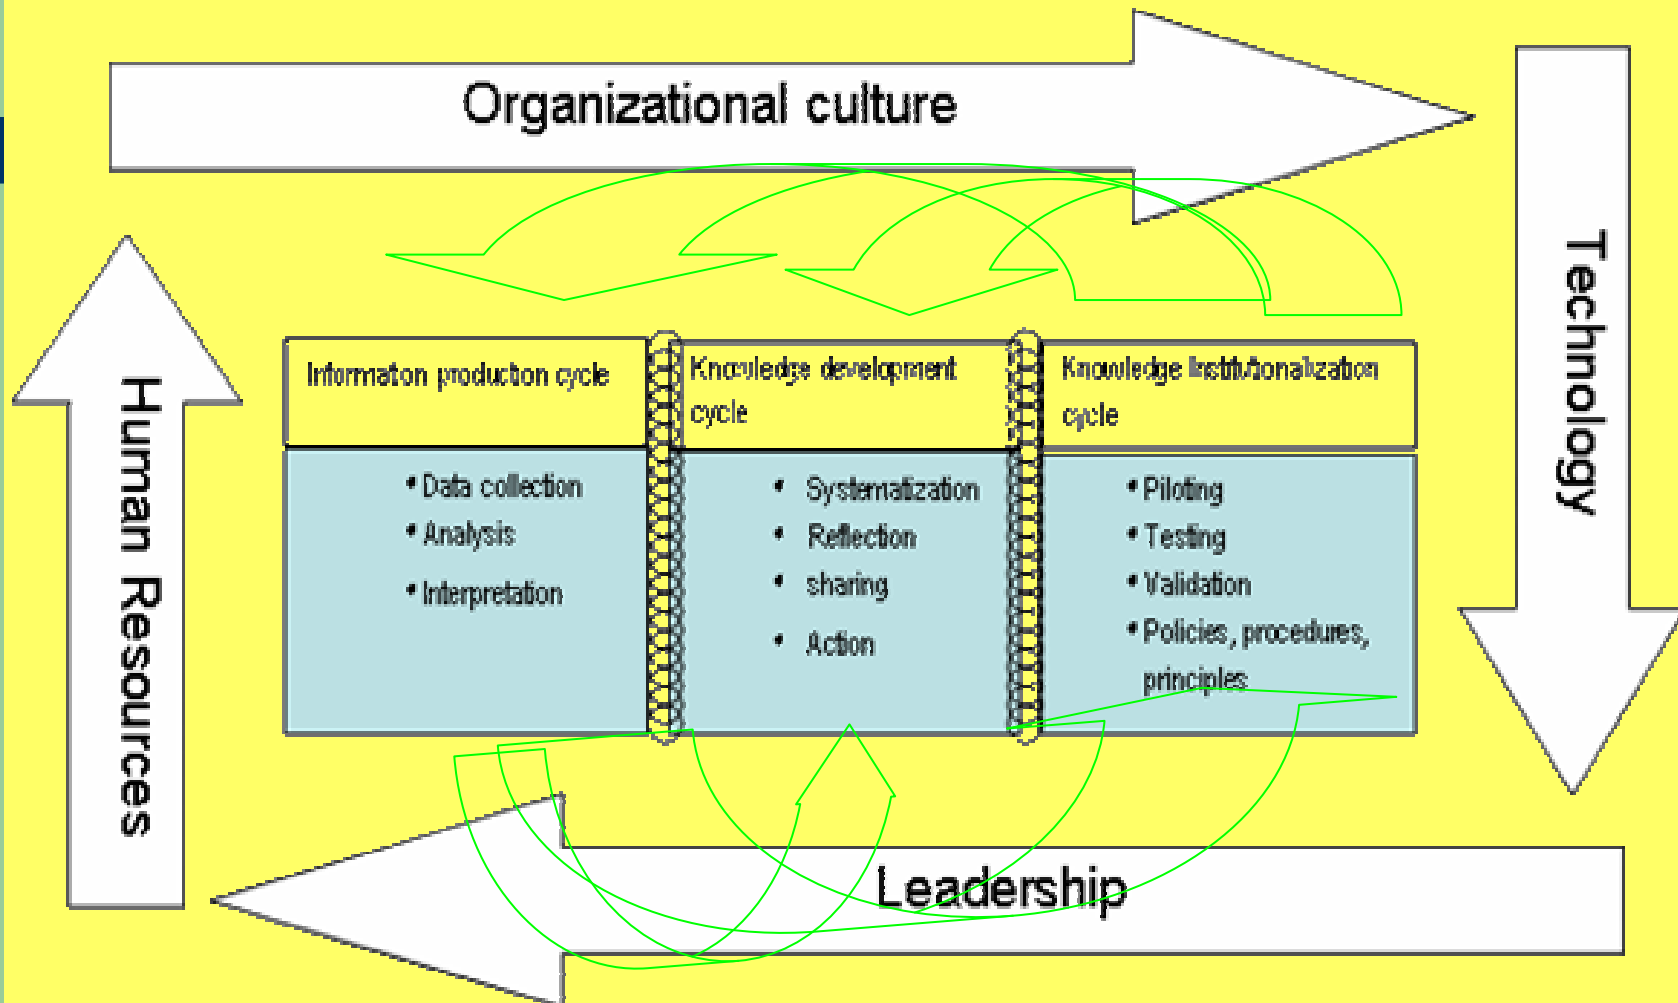 Organizational culture
Technology
Human Resources
Information production cycle
• Data collection
• Analysis
• Interpretation
Knowledge development
cycle
• Systematization
• Reflection
• sharing
• Action
Knowledge Institutionalization
cycle
• Piloting
• Testing
• Validation
• Policies, procedures,
principles
Leadership